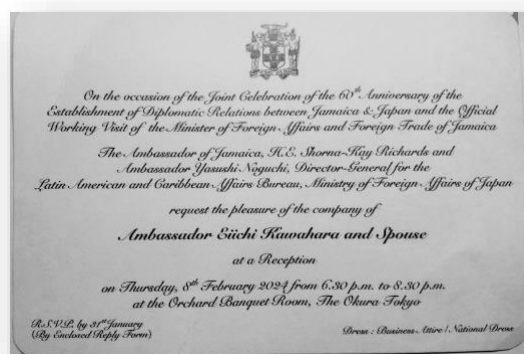 On the occasion of the Joint Celebration of the 60th Anniversary of the
Establishment of Diplomatic Relations between Jamaica & Japan and the Official
Working Visit of the Minister of Foreign Affairs and Foreign Trade of Jamaica
The Ambassador of Jamaica, H.E. Shorna-Kay Richards and
Ambassador Yasushi Noguchi, Director-General for the
Latin American and Caribbean Affairs Bureau, Ministry of Foreign Affairs of Japan
request the pleasure of the company of
Ambassador Eiichi Kawahara and Spouse
at a Reception
on Thursday, 8th February 2024 from 6.30 p.m. to 8.30 p.m.
at the Orchard Banquet Room, The Okura Tokyo
R.S.V.P. by 31st January
(By Enclosed Reply Form)
Dress : Business Attire / National Dress